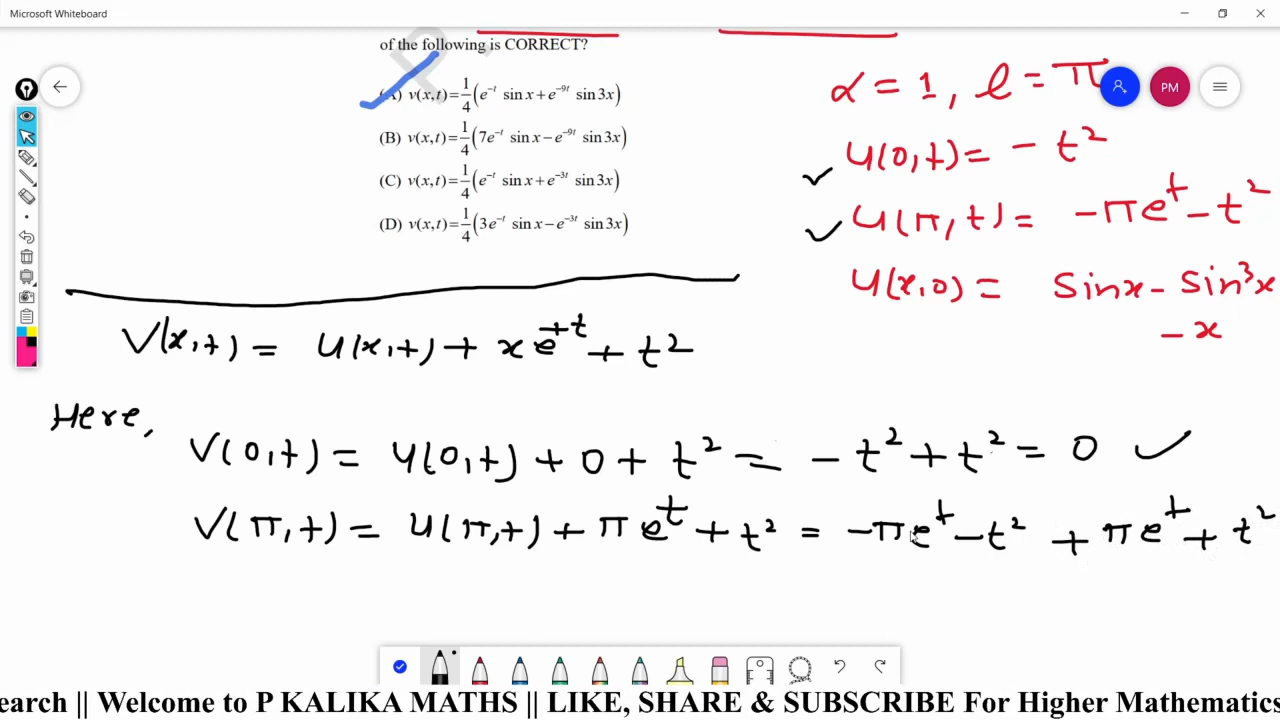 Microsoft Whiteboard
of the following is CORRECT?
(A) v(x,t)=1/4(e^{-t} sin x+e^{-9t} sin 3x)
(B) v(x,t)=1/4(7e^{-t} sin x−e^{-9t} sin 3x)
(C) v(x,t)=1/4(e^{-t} sin x+e^{-3t} sin 3x)
(D) v(x,t)=1/4(3e^{-t} sin x−e^{-3t} sin 3x)
α = 1, l = π
PM
u(0,t) = - t²
u(π,t) = -πe^t - t²
u(x,0) = sinx - sin³x
- x
V(x,t) = u(x,t) + x e^{+t} + t²
Here,
V(0,t) = u(0,t) + 0 + t² = - t² + t² = 0 ✓
V(π,t) = u(π,t) + πe^t + t² = -πe^t - t² + πe^t + t²
earch || Welcome to P KALIKA MATHS || LIKE, SHARE & SUBSCRIBE For Higher Mathematics